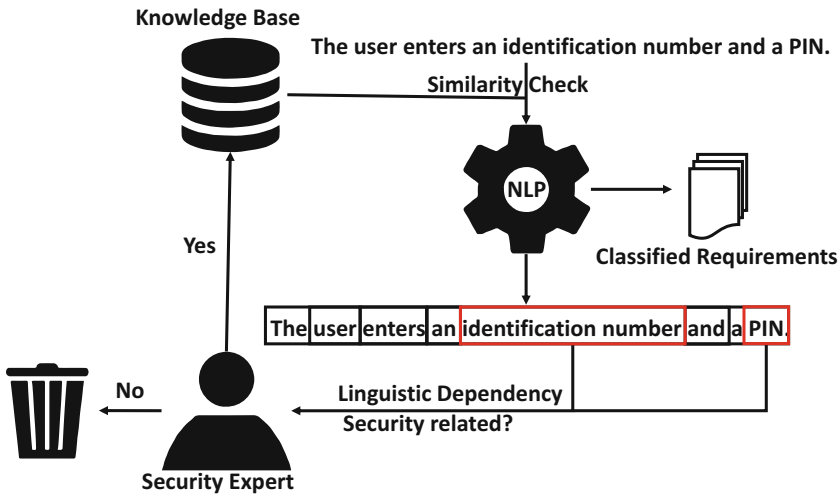 Knowledge Base
The user enters an identification number and a PIN.
Similarity Check
NLP
Classified Requirements
Yes
The user enters an identification number and a PIN.
No
Linguistic Dependency
Security related?
Security Expert